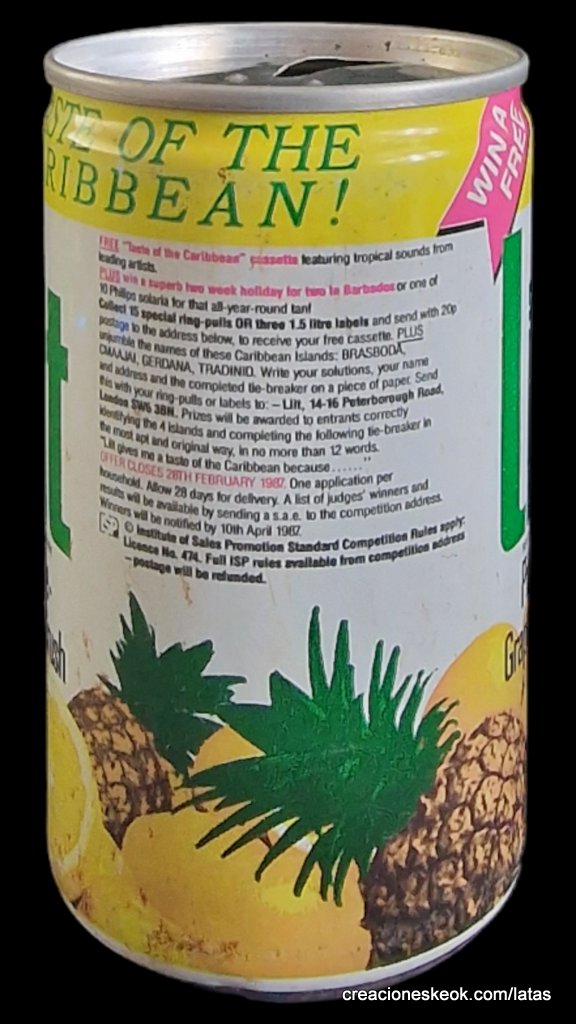 STE OF THE
RIBBEAN!
WIN A
FREE
FREE "Taste of the Caribbean" cassette featuring tropical sounds from
leading artists.
PLUS win a superb two week holiday for two in Barbados or one of
10 Philips solaria for that all-year-round tan!
Collect 15 special ring-pulls OR three 1.5 litre labels and send with 20p
postage to the address below, to receive your free cassette. PLUS
unjumble the names of these Caribbean Islands: BRASBODA,
CMAAJAI, GERDANA, TRADINID. Write your solutions, your name
and address and the completed tie-breaker on a piece of paper. Send
this with your ring-pulls or labels to: – Lilt, 14-16 Peterborough Road,
London SW6 3BN. Prizes will be awarded to entrants correctly
identifying the 4 islands and completing the following tie-breaker in
the most apt and original way, in no more than 12 words.
"Lilt gives me a taste of the Caribbean because ......"
OFFER CLOSES 28TH FEBRUARY 1987. One application per
household. Allow 28 days for delivery. A list of judges' winners and
results will be available by sending a s.a.e. to the competition address.
Winners will be notified by 10th April 1987.
ISP © Institute of Sales Promotion Standard Competition Rules apply:
Licence No. 474. Full ISP rules available from competition address
– postage will be refunded.
t
L
ush
Gra
creacioneskeok.com/latas